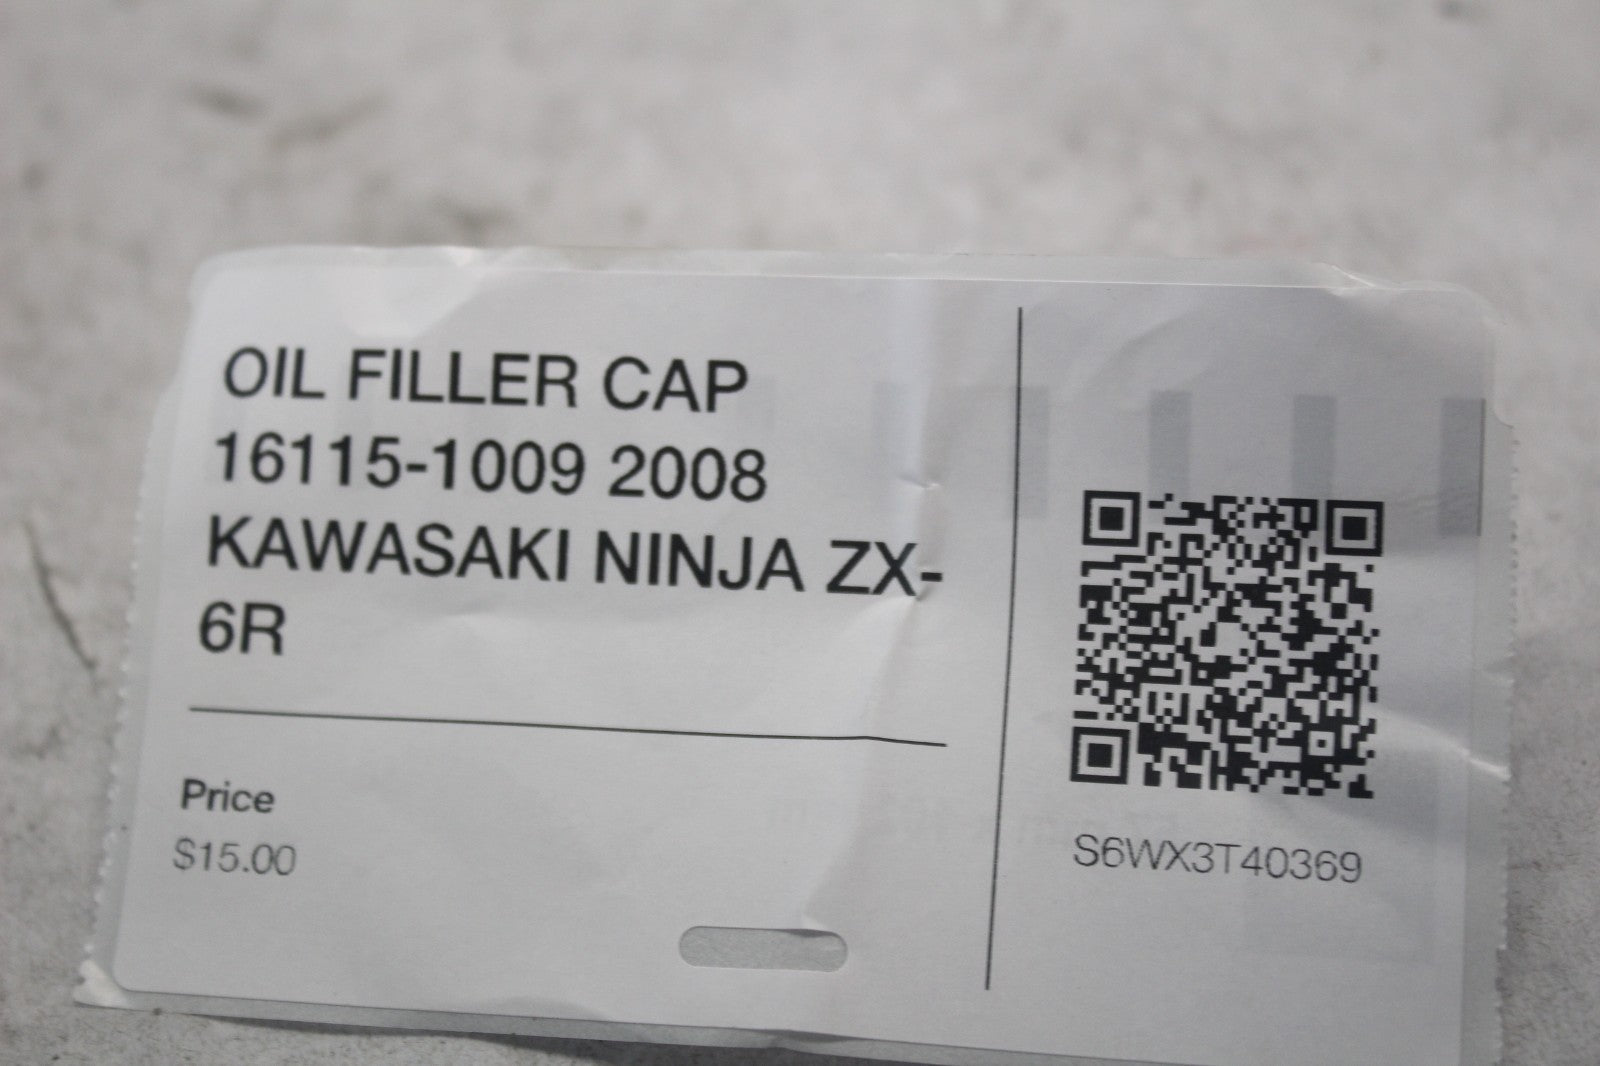 OIL FILLER CAP
16115-1009 2008
KAWASAKI NINJA ZX-
6R
Price
$15.00
S6WX3T40369